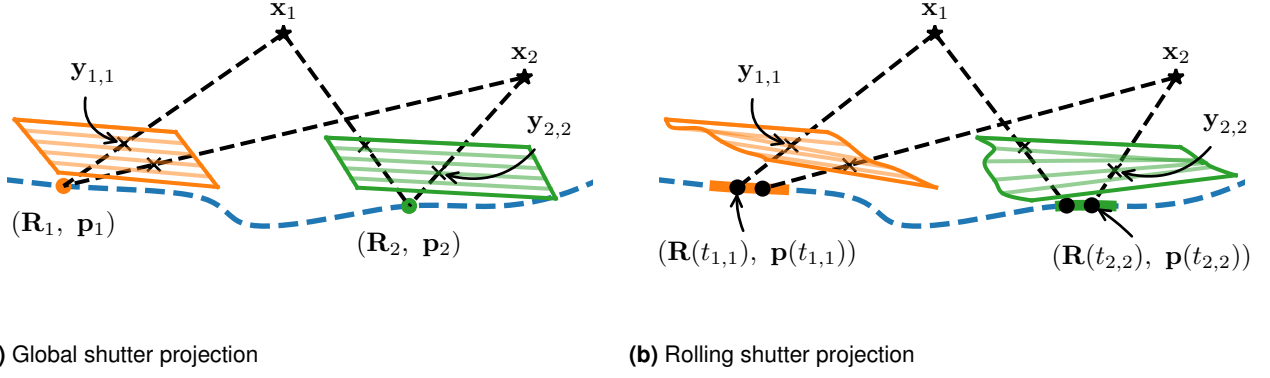 𝐱₁
𝐱₂
𝐲₁,₁
𝐲₂,₂
(𝐑₁, 𝐩₁)
(𝐑₂, 𝐩₂)
) Global shutter projection
𝐱₁
𝐱₂
𝐲₁,₁
𝐲₂,₂
(𝐑(t₁,₁), 𝐩(t₁,₁))
(𝐑(t₂,₂), 𝐩(t₂,₂))
(b) Rolling shutter projection